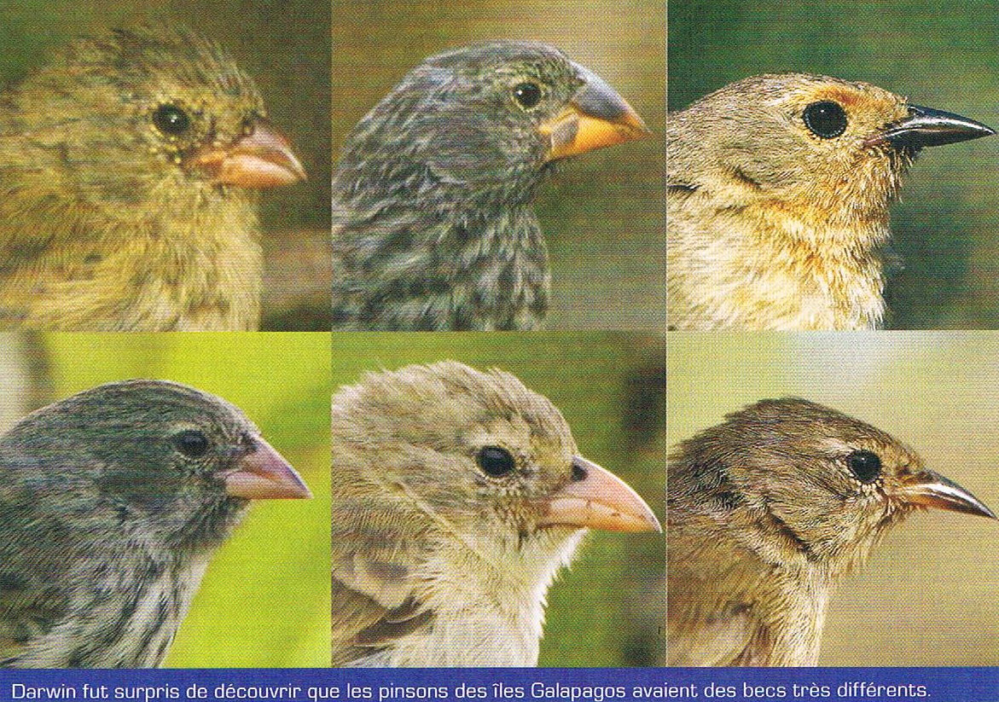 Darwin fut surpris de découvrir que les pinsons des îles Galapagos avaient des becs très différents.